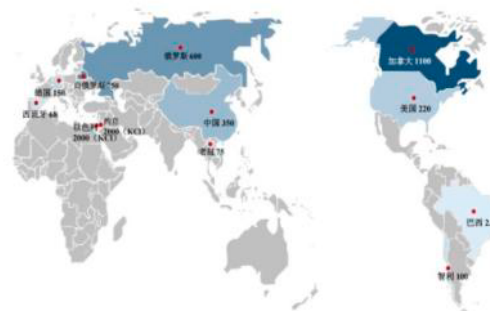 俄罗斯 600
德国 150
白俄罗斯 750
西班牙 68
以色列
2000（KCl）
约旦
2000（KCl）
中国 350
老挝 75
加拿大 1100
美国 220
巴西 2
智利 100